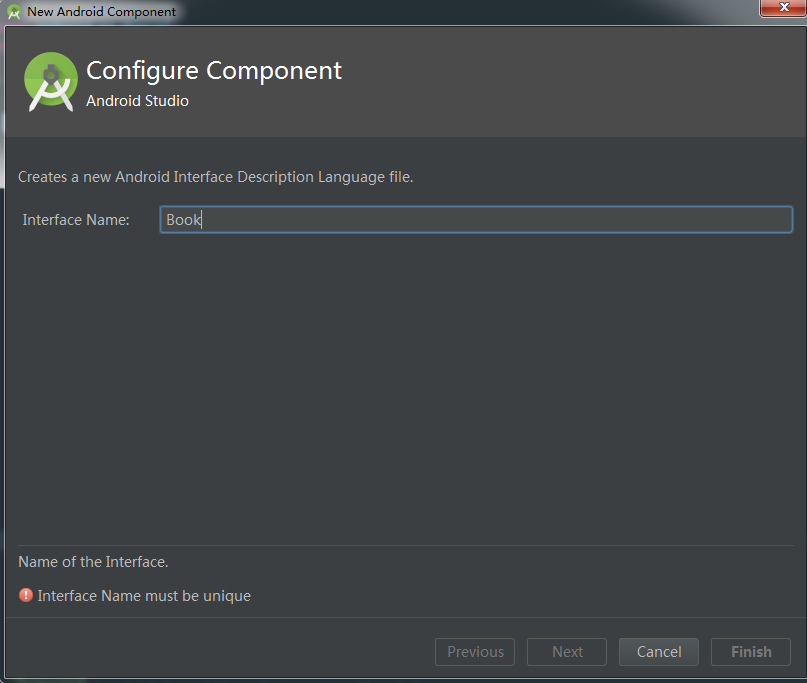 New Android Component
Configure Component
Android Studio
Creates a new Android Interface Description Language file.
Interface Name: Book
Name of the Interface.
Interface Name must be unique
Previous Next Cancel Finish